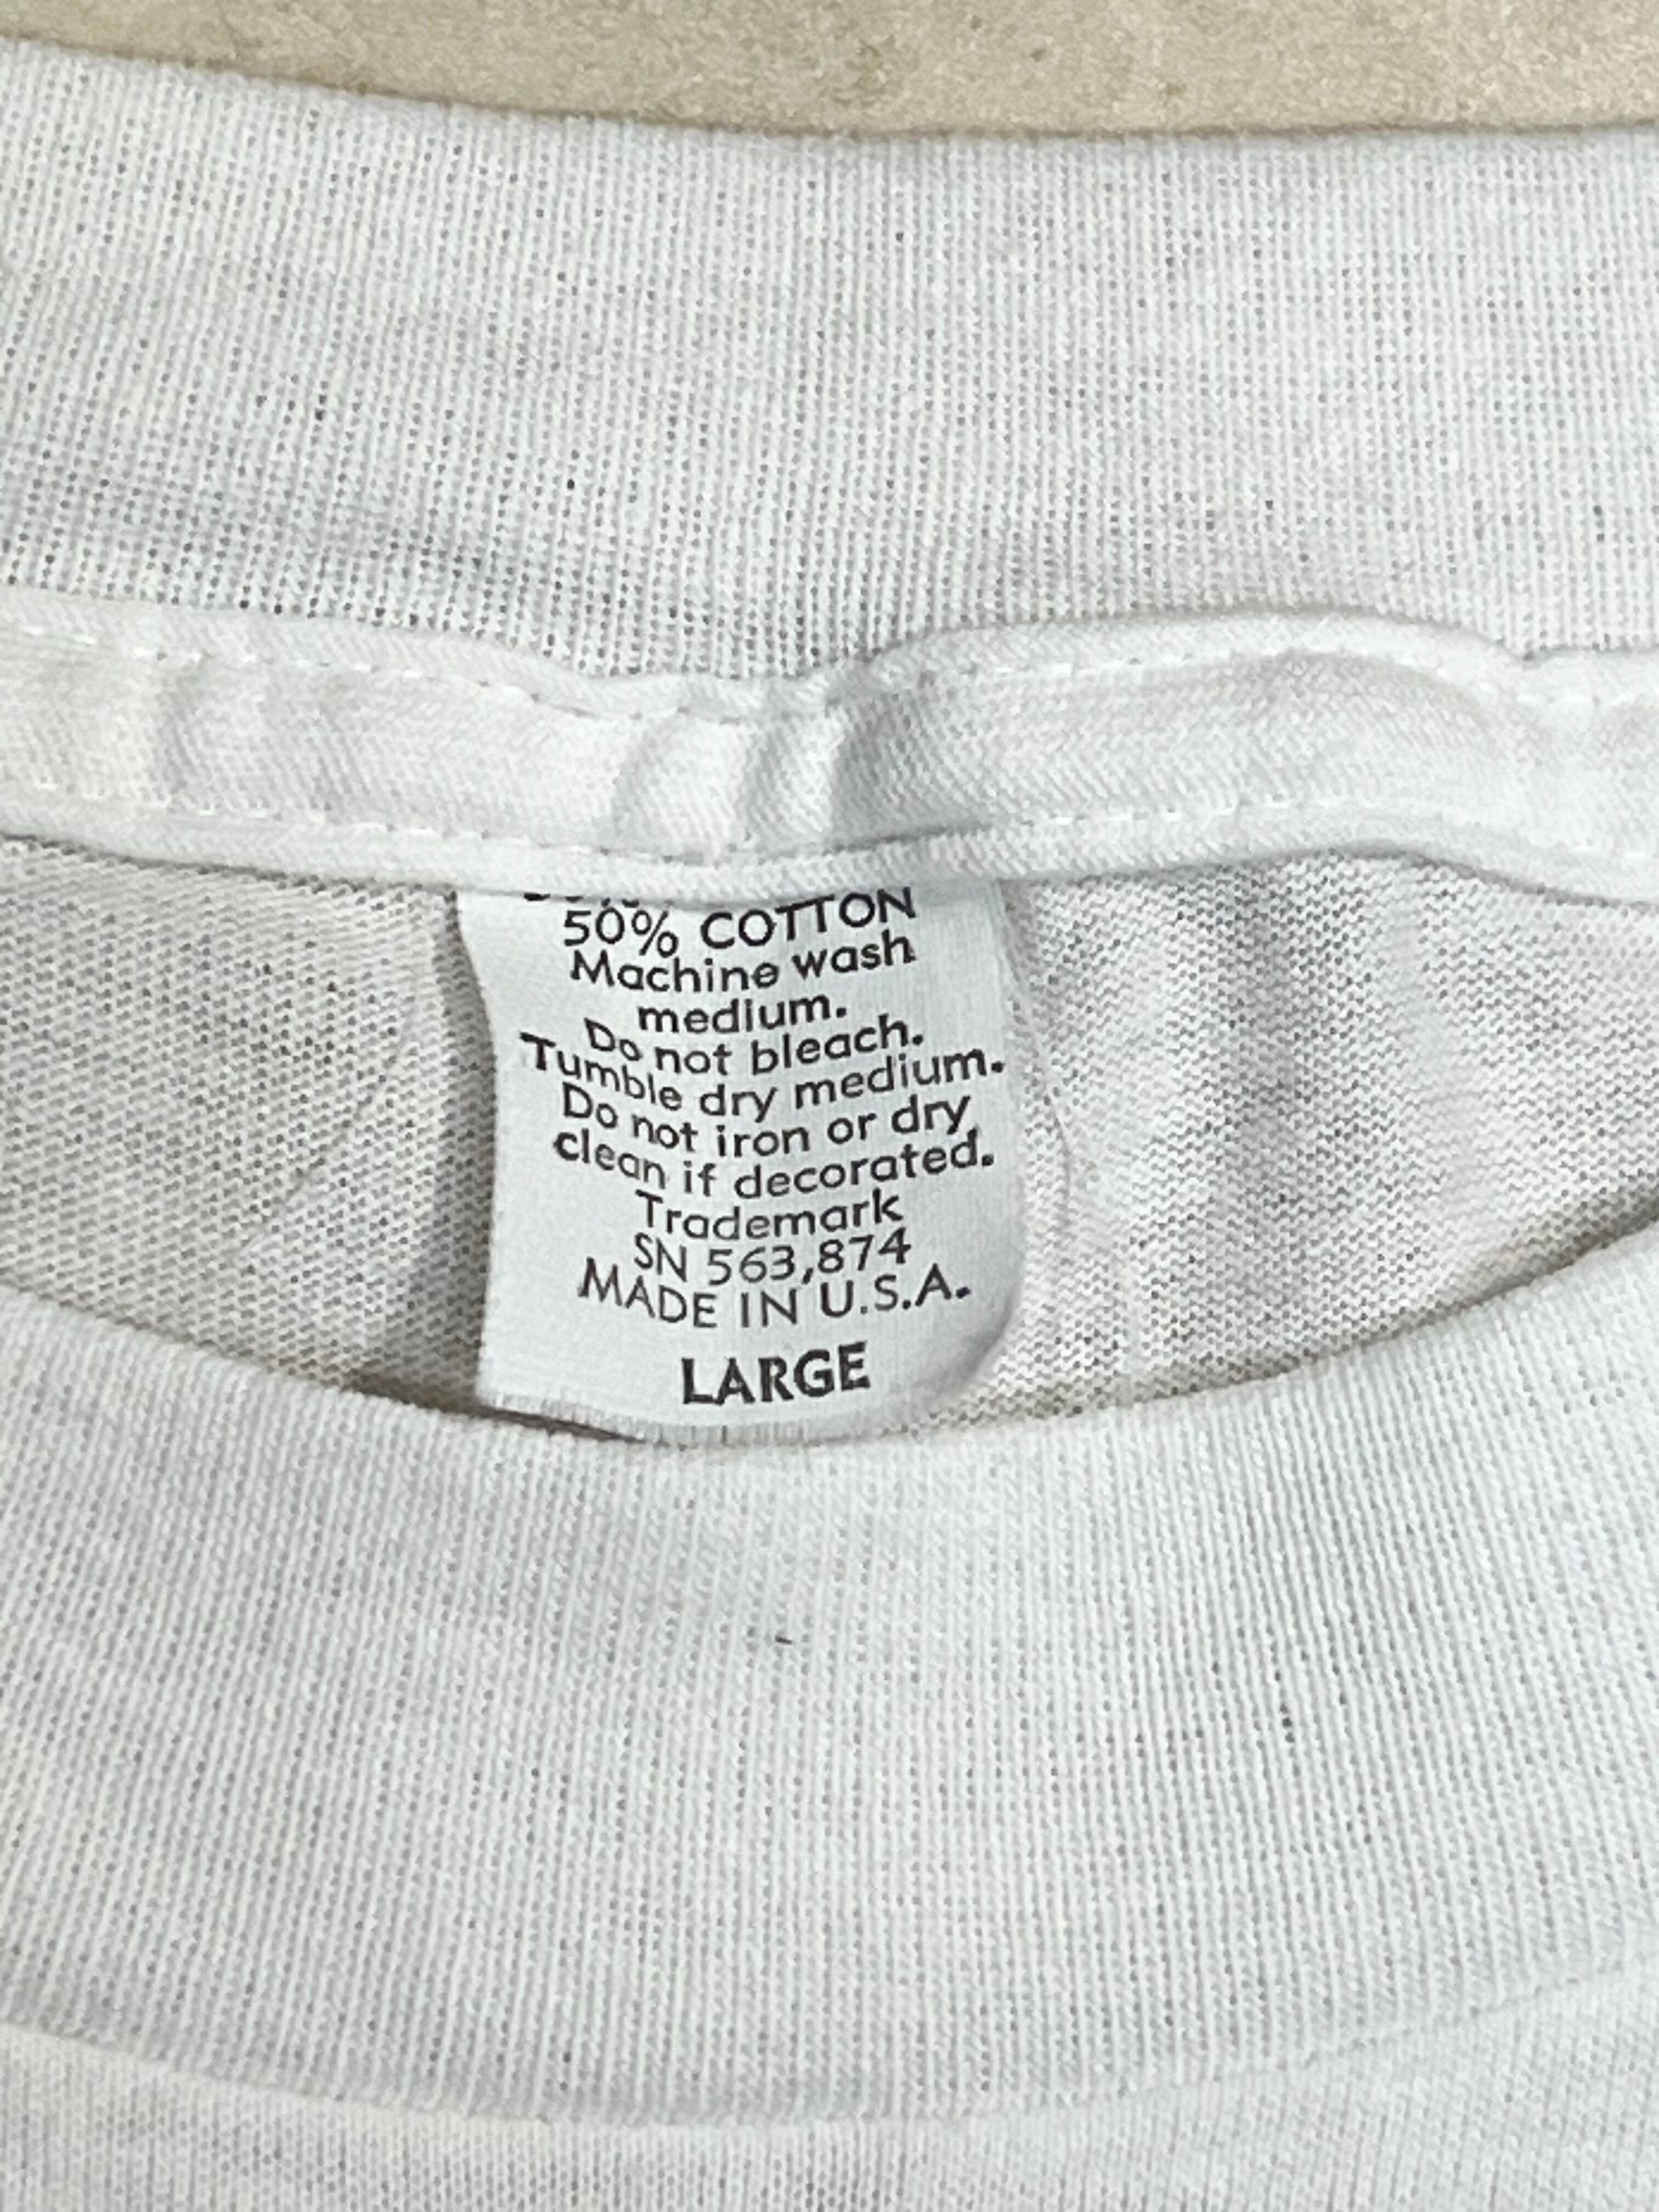 50% COTTON
Machine wash
medium.
Do not bleach.
Tumble dry medium.
Do not iron or dry
clean if decorated.
Trademark
SN 563,874
MADE IN U.S.A.
LARGE